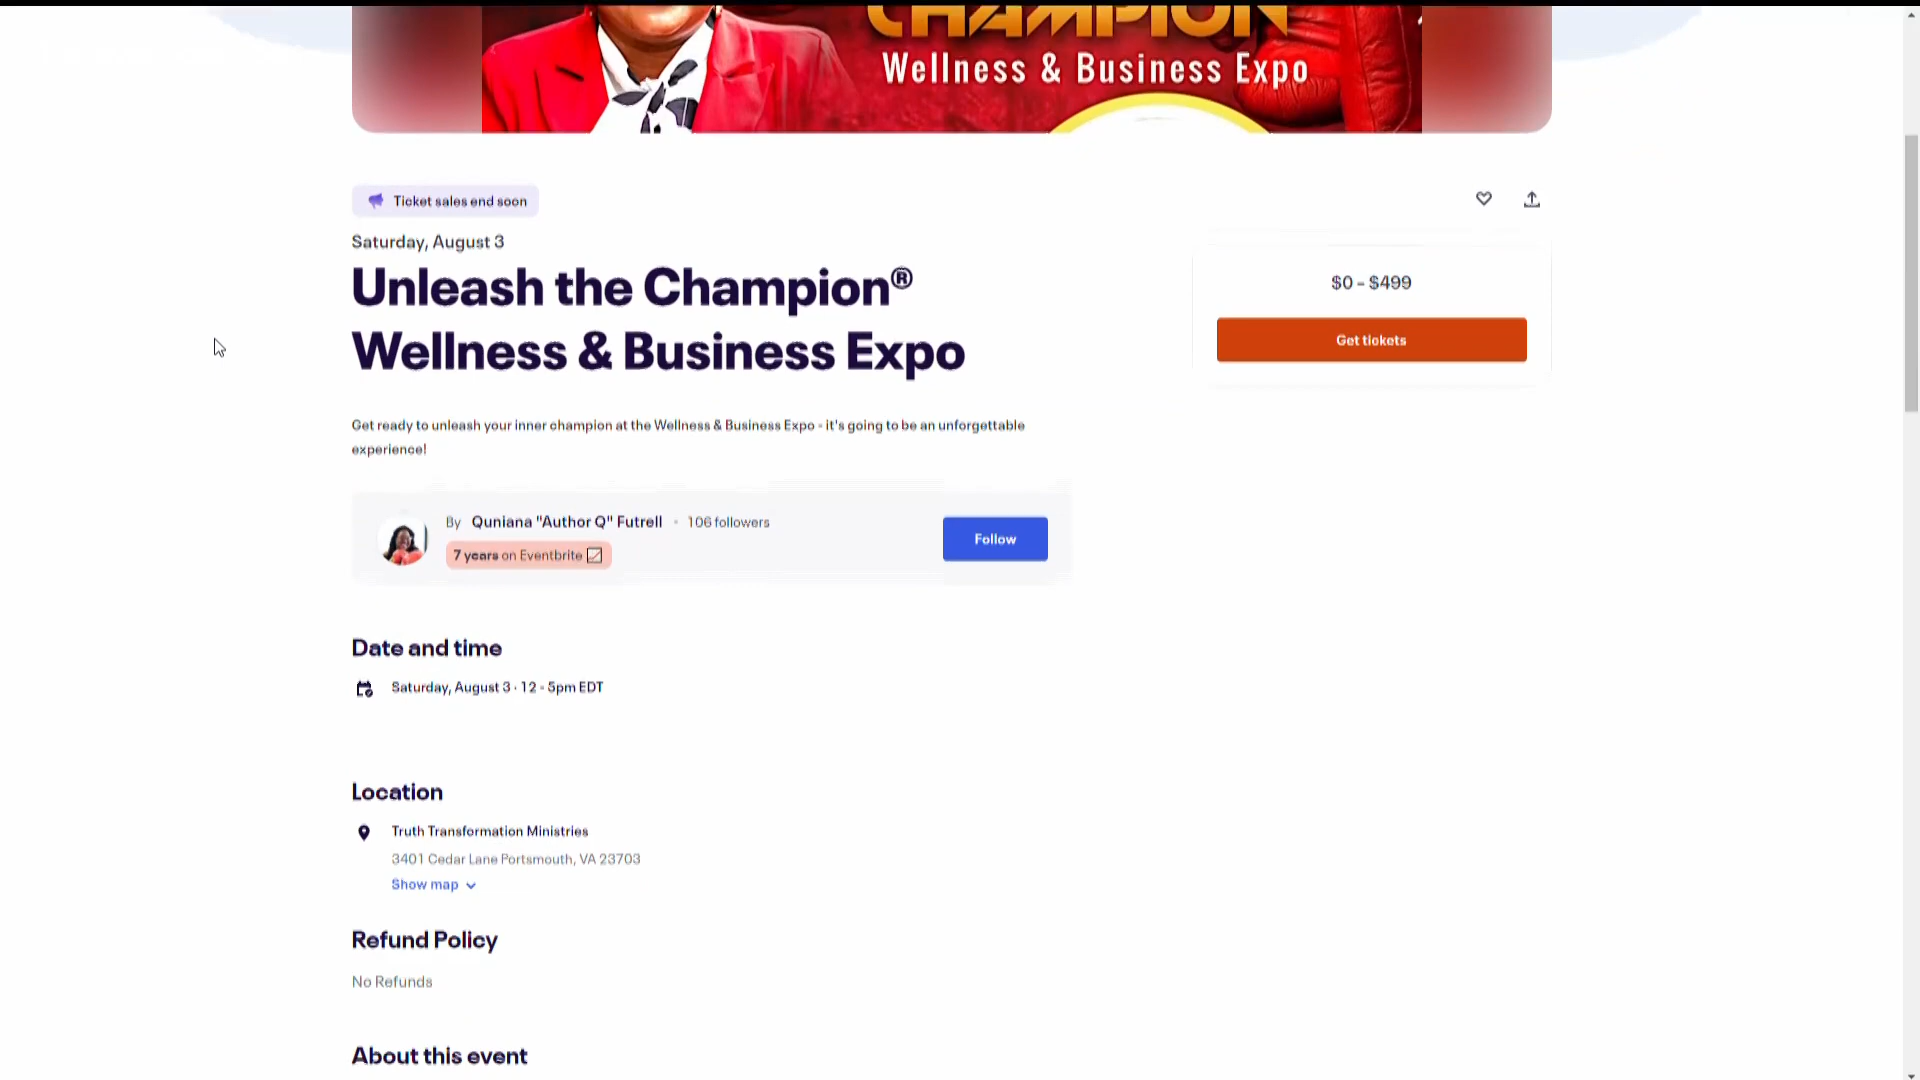 CHAMPION
Wellness & Business Expo
Ticket sales end soon
Saturday, August 3
Unleash the Champion®
Wellness & Business Expo
$0 - $499
Get tickets
Get ready to unleash your inner champion at the Wellness & Business Expo - it's going to be an unforgettable
experience!
By Quniana "Author Q" Futrell • 106 followers
7 years on Eventbrite
Follow
Date and time
Saturday, August 3 · 12 - 5pm EDT
Location
Truth Transformation Ministries
3401 Cedar Lane Portsmouth, VA 23703
Show map
Refund Policy
No Refunds
About this event